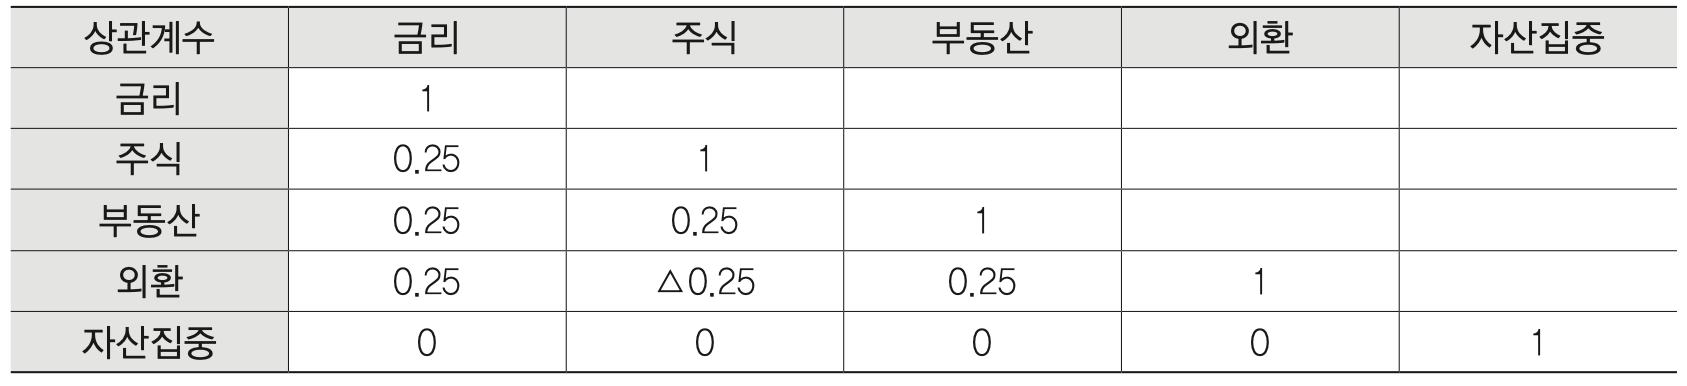 상관계수 금리 주식 부동산 외환 자산집중
금리 1
주식 0.25 1
부동산 0.25 0.25 1
외환 0.25 △0.25 0.25 1
자산집중 0 0 0 0 1